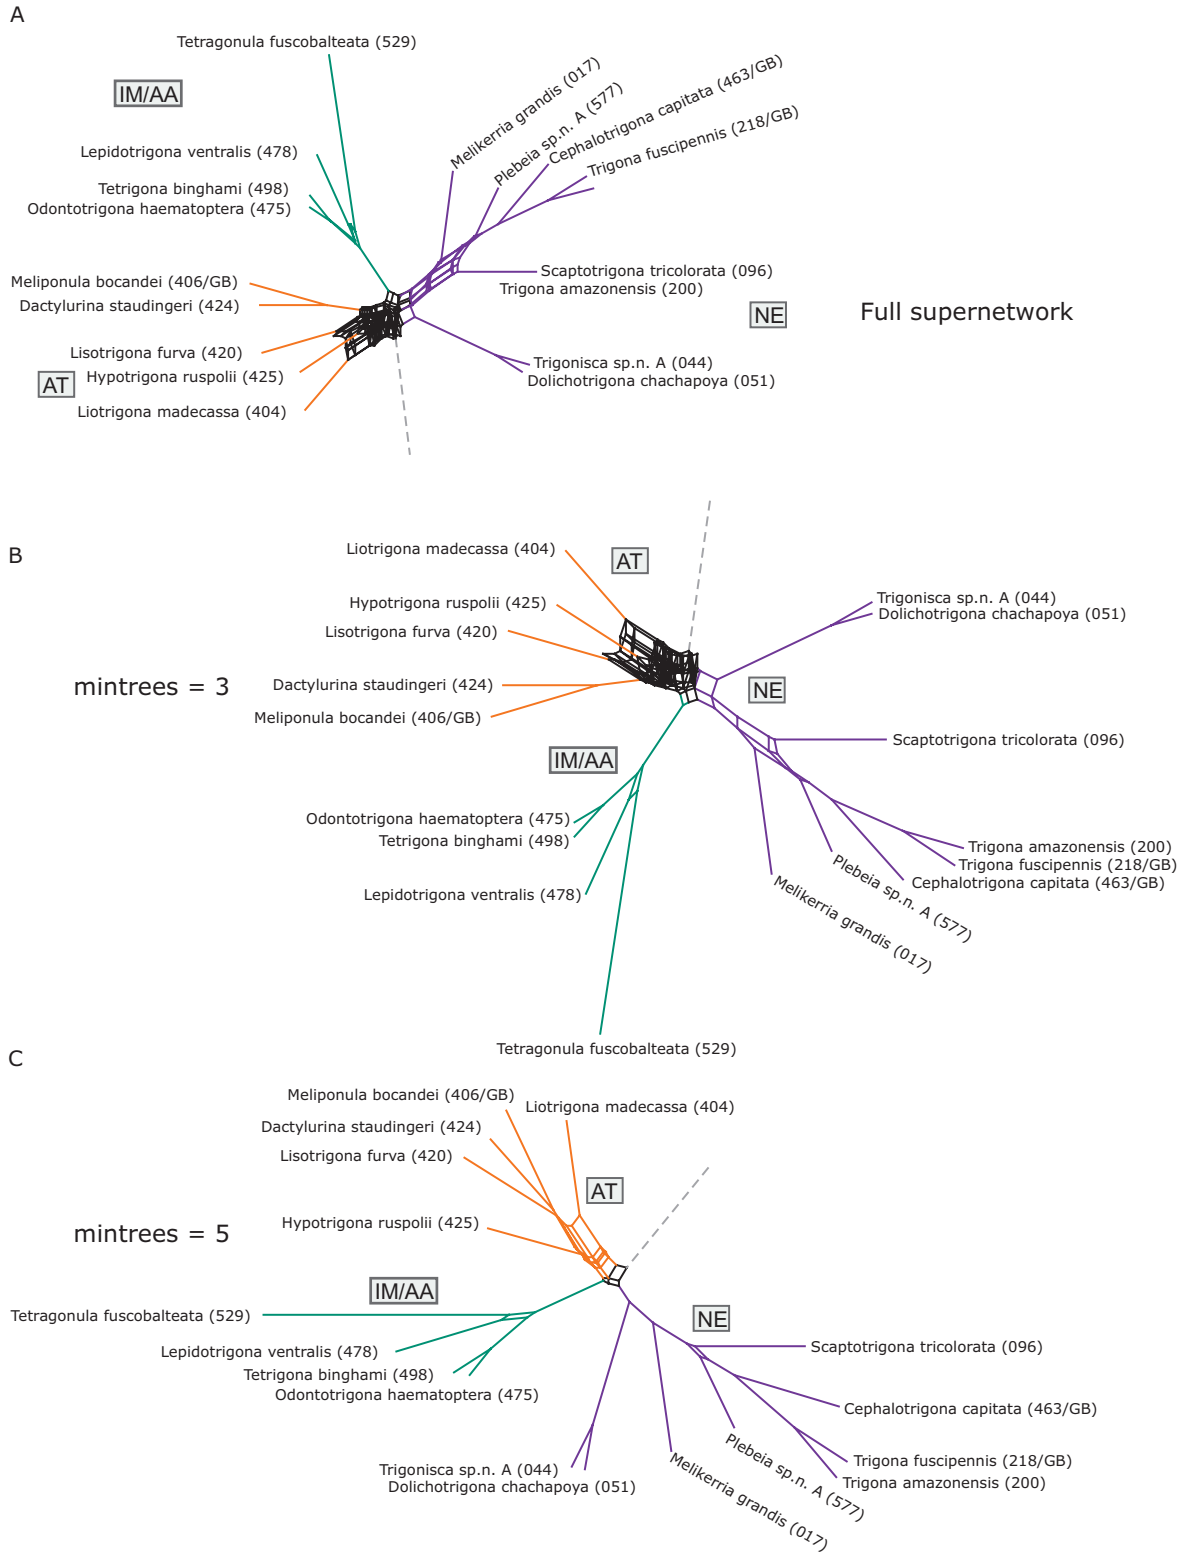 A
Tetragonula fuscobalteata (529)
IM/AA
Melikerria grandis (017)
Plebeia sp.n. A (577)
Cephalotrigona capitata (463/GB)
Trigona fuscipennis (218/GB)
Lepidotrigona ventralis (478)
Tetrigona binghami (498)
Odontotrigona haematoptera (475)
Meliponula bocandei (406/GB)
Dactylurina staudingeri (424)
Scaptotrigona tricolorata (096)
Trigona amazonensis (200)
NE
Full supernetwork
Lisotrigona furva (420)
AT
Hypotrigona ruspolii (425)
Liotrigona madecassa (404)
Trigonisca sp.n. A (044)
Dolichotrigona chachapoya (051)
B
Liotrigona madecassa (404)
AT
Hypotrigona ruspolii (425)
Lisotrigona furva (420)
Trigonisca sp.n. A (044)
Dolichotrigona chachapoya (051)
mintrees = 3
Dactylurina staudingeri (424)
NE
Meliponula bocandei (406/GB)
Scaptotrigona tricolorata (096)
IM/AA
Odontotrigona haematoptera (475)
Tetrigona binghami (498)
Trigona amazonensis (200)
Trigona fuscipennis (218/GB)
Cephalotrigona capitata (463/GB)
Plebeia sp.n. A (577)
Melikerria grandis (017)
Lepidotrigona ventralis (478)
Tetragonula fuscobalteata (529)
C
Meliponula bocandei (406/GB)
Liotrigona madecassa (404)
Dactylurina staudingeri (424)
Lisotrigona furva (420)
AT
Hypotrigona ruspolii (425)
mintrees = 5
IM/AA
Tetragonula fuscobalteata (529)
NE
Lepidotrigona ventralis (478)
Scaptotrigona tricolorata (096)
Tetrigona binghami (498)
Odontotrigona haematoptera (475)
Cephalotrigona capitata (463/GB)
Trigona fuscipennis (218/GB)
Trigona amazonensis (200)
Plebeia sp.n. A (577)
Melikerria grandis (017)
Trigonisca sp.n. A (044)
Dolichotrigona chachapoya (051)